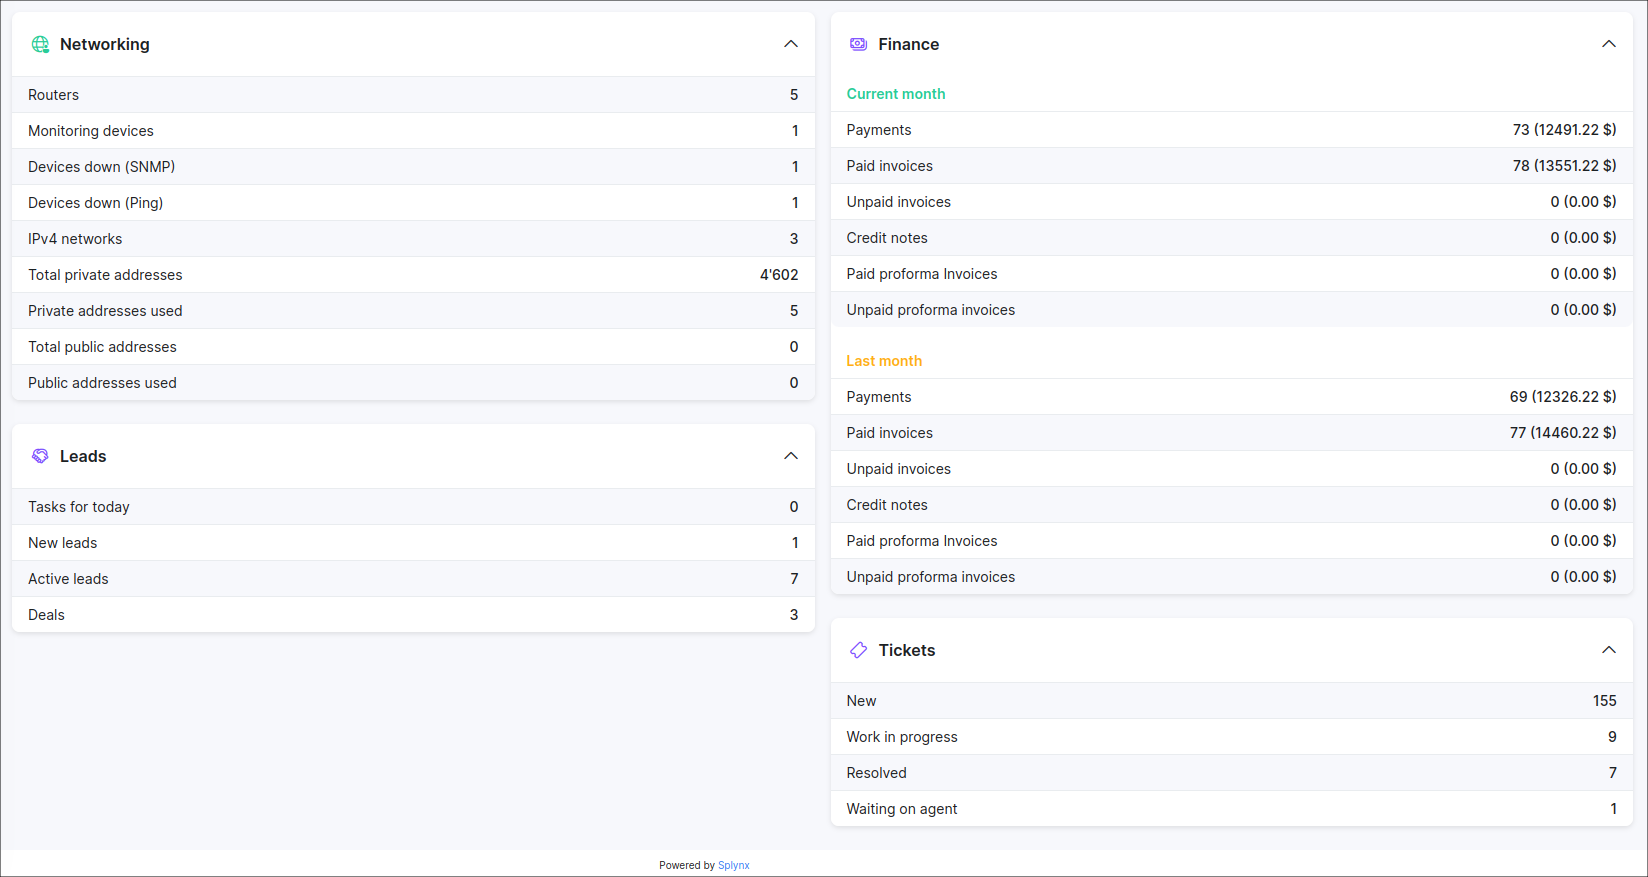 Networking
Routers 5
Monitoring devices 1
Devices down (SNMP) 1
Devices down (Ping) 1
IPv4 networks 3
Total private addresses 4'602
Private addresses used 5
Total public addresses 0
Public addresses used 0
Leads
Tasks for today 0
New leads 1
Active leads 7
Deals 3
Finance
Current month
Payments 73 (12491.22 $)
Paid invoices 78 (13551.22 $)
Unpaid invoices 0 (0.00 $)
Credit notes 0 (0.00 $)
Paid proforma Invoices 0 (0.00 $)
Unpaid proforma invoices 0 (0.00 $)
Last month
Payments 69 (12326.22 $)
Paid invoices 77 (14460.22 $)
Unpaid invoices 0 (0.00 $)
Credit notes 0 (0.00 $)
Paid proforma Invoices 0 (0.00 $)
Unpaid proforma invoices 0 (0.00 $)
Tickets
New 155
Work in progress 9
Resolved 7
Waiting on agent 1
Powered by Splynx